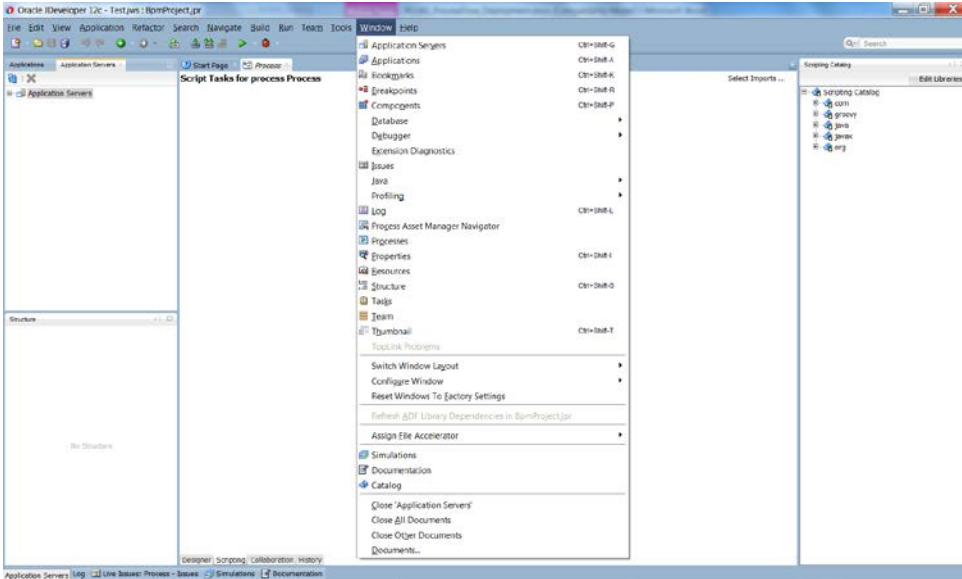 Oracle JDeveloper 12c - Test.jws : BpmProject.jpr
File Edit View Application Refactor Search Navigate Build Run Team Tools Window Help
Search
Applications Application Servers
Start Page Process
Scripting Catalog
Script Tasks for process Process
Select Imports ...
Edit Libraries
Application Servers
Scripting Catalog
com
groovy
java
javax
org
Application Servers Ctrl+Shift-G
Applications Ctrl+Shift-A
Bookmarks Ctrl+Shift-K
Breakpoints Ctrl+Shift-R
Components Ctrl+Shift-P
Database
Debugger
Extension Diagnostics
Issues
Java
Profiling
Log Ctrl+Shift-L
Process Asset Manager Navigator
Processes
Properties Ctrl+Shift-I
Resources
Structure Ctrl+Shift-S
Tasks
Team
Thumbnail Ctrl+Shift-T
TopLink Problems
Switch Window Layout
Configure Window
Reset Windows To Factory Settings
Refresh ADF Library Dependencies in BpmProject.jpr
Assign File Accelerator
Simulations
Documentation
Catalog
Close 'Application Servers'
Close All Documents
Close Other Documents
Documents...
Structure
No Structure
Designer Scripting Collaboration History
Application Servers Log Live Issues: Process - Issues Simulations Documentation